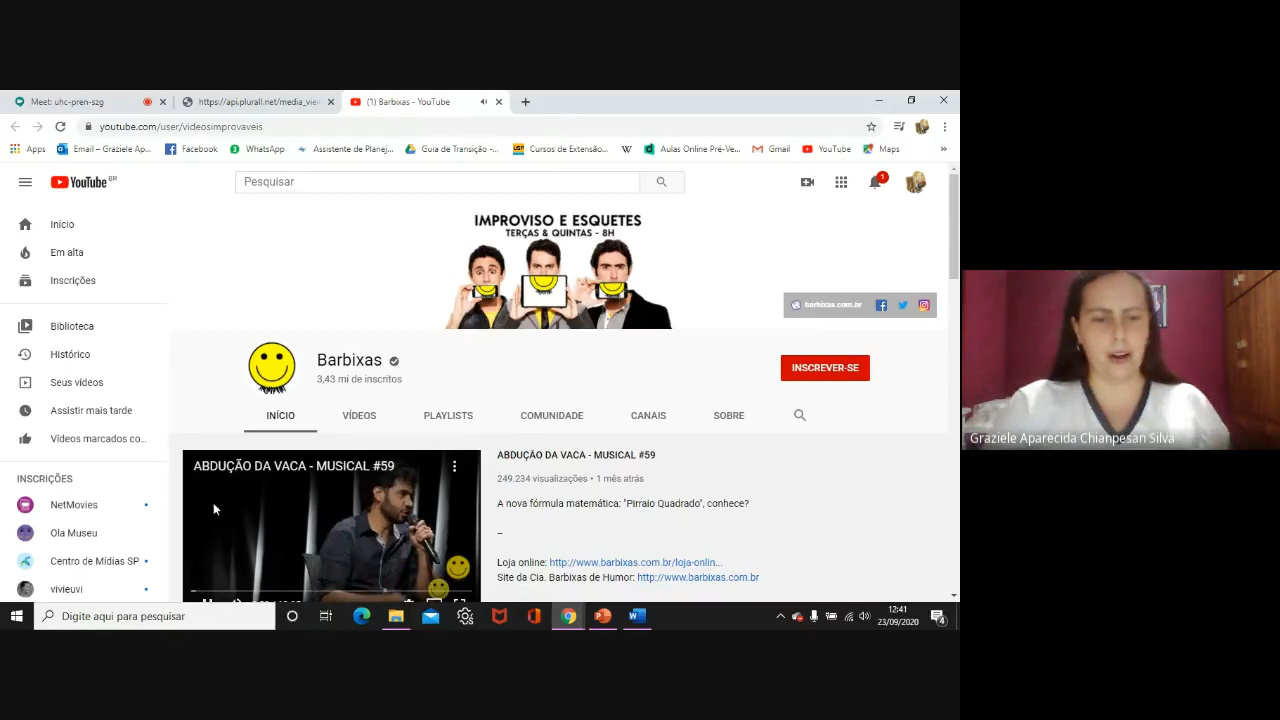 Meet: uhc-pren-szg
https://api.plurall.net/media_vie
(1) Barbixas - YouTube
youtube.com/user/videosimprovaveis
Apps
Email – Graziele Ap...
Facebook
WhatsApp
Assistente de Planej...
Guia de Transição -...
USP Cursos de Extensão...
W
Aulas Online Pré-Ve...
Gmail
YouTube
Maps
»
YouTube BR
Pesquisar
1
IMPROVISO E ESQUETES
TERÇAS & QUINTAS - 8H
barbixas.com.br
Início
Em alta
Inscrições
Biblioteca
Histórico
Seus vídeos
Assistir mais tarde
Vídeos marcados co...
INSCRIÇÕES
NetMovies
Ola Museu
Centro de Mídias SP
vivieuvi
Barbixas
3,43 mi de inscritos
INSCREVER-SE
INÍCIO
VÍDEOS
PLAYLISTS
COMUNIDADE
CANAIS
SOBRE
ABDUÇÃO DA VACA - MUSICAL #59
ABDUÇÃO DA VACA - MUSICAL #59
249.234 visualizações • 1 mês atrás
A nova fórmula matemática: "Pirraio Quadrado", conhece?
–
Loja online: http://www.barbixas.com.br/loja-onlin...
Site da Cia. Barbixas de Humor: http://www.barbixas.com.br
Graziele Aparecida Chianpesan Silva
Digite aqui para pesquisar
12:41
23/09/2020
4